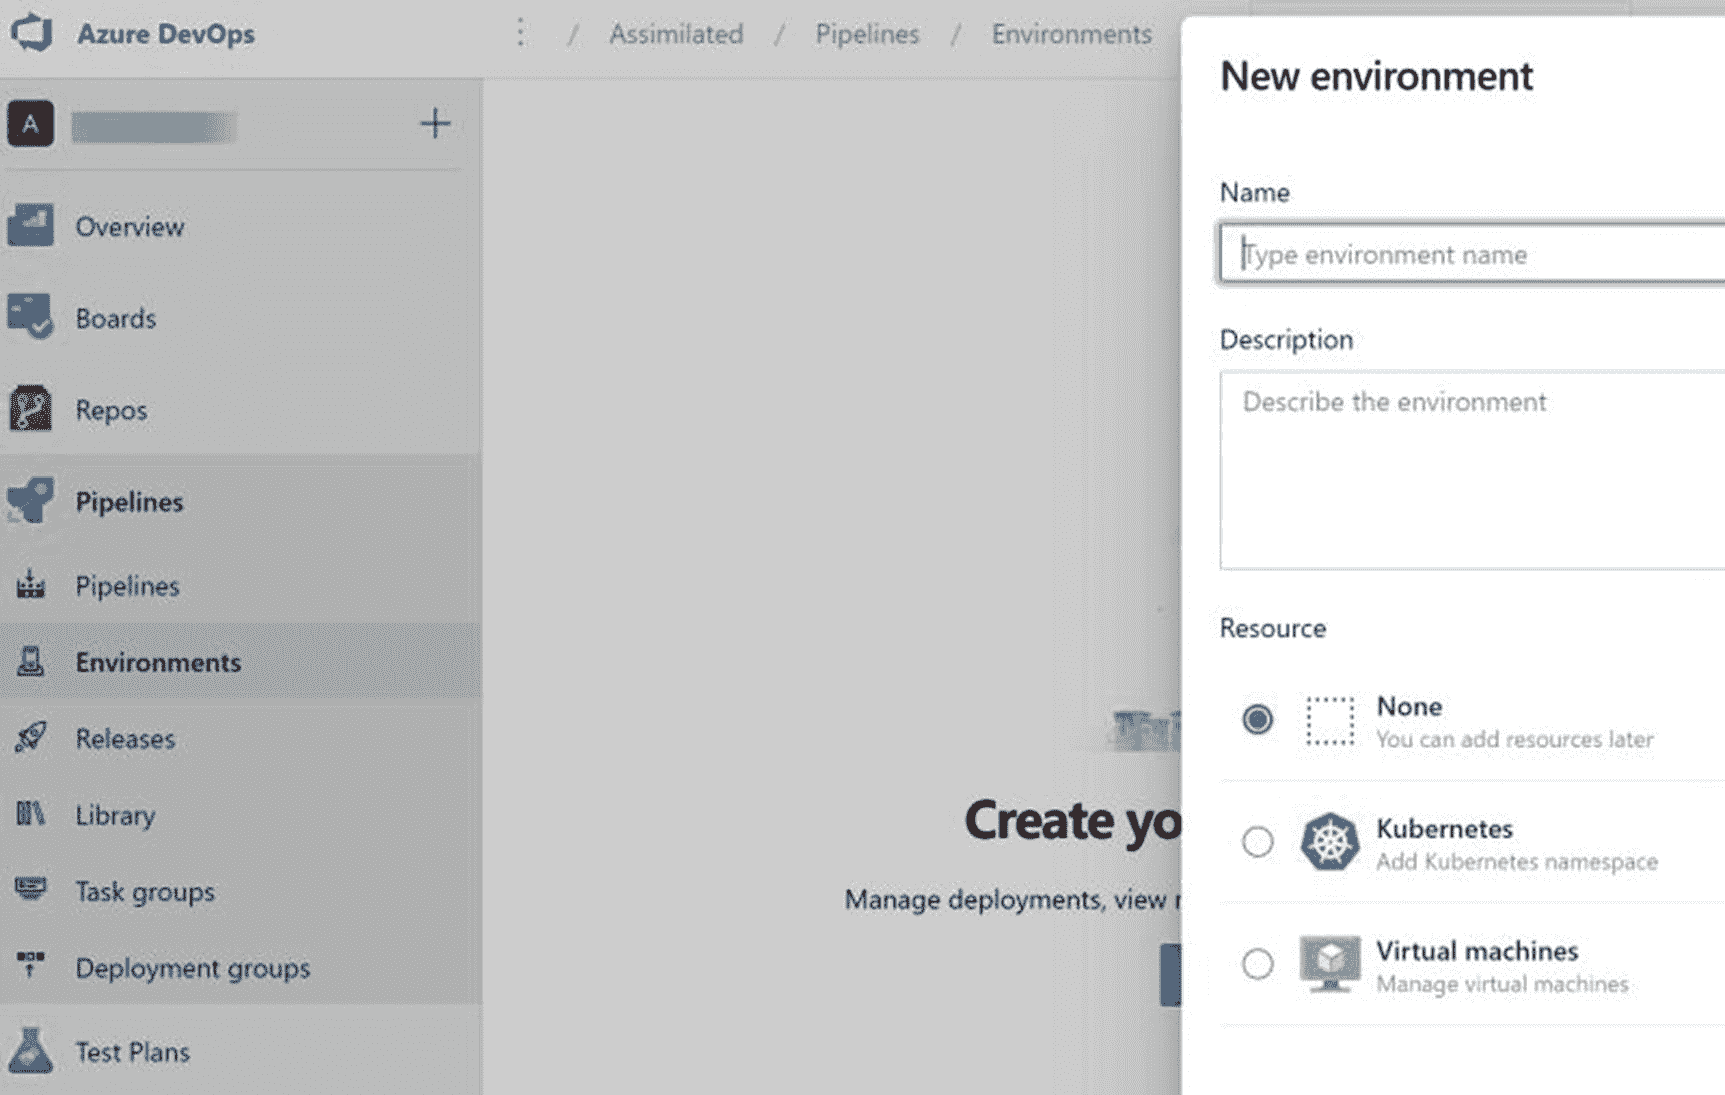 Azure DevOps
/ Assimilated / Pipelines / Environments
A
Overview
Boards
Repos
Pipelines
Pipelines
Environments
Releases
Library
Task groups
Deployment groups
Test Plans
Create yo
Manage deployments, view
New environment
Name
Type environment name
Description
Describe the environment
Resource
None
You can add resources later
Kubernetes
Add Kubernetes namespace
Virtual machines
Manage virtual machines